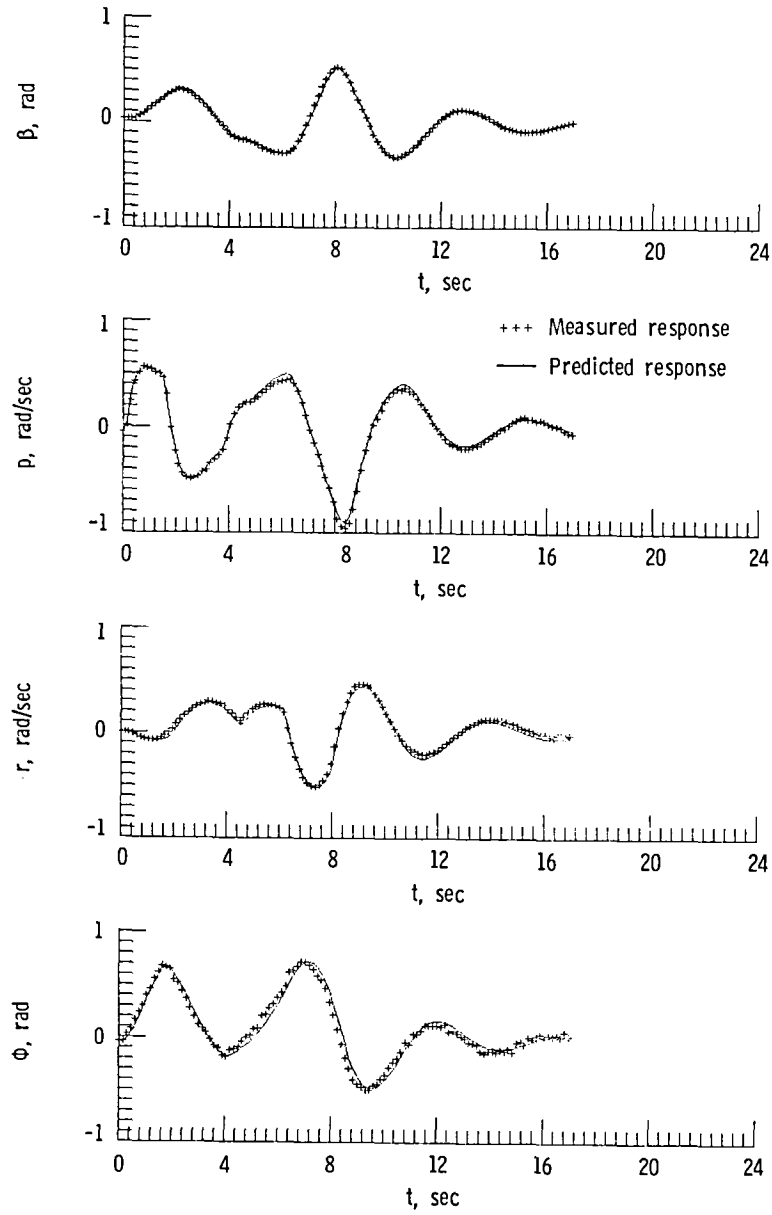 1
β, rad
0
-1
0 4 8 12 16 20 24
t, sec
1
+++ Measured response
— Predicted response
p, rad/sec
0
-1
0 4 8 12 16 20 24
t, sec
1
r, rad/sec
0
-1
0 4 8 12 16 20 24
t, sec
1
Φ, rad
0
-1
0 4 8 12 16 20 24
t, sec